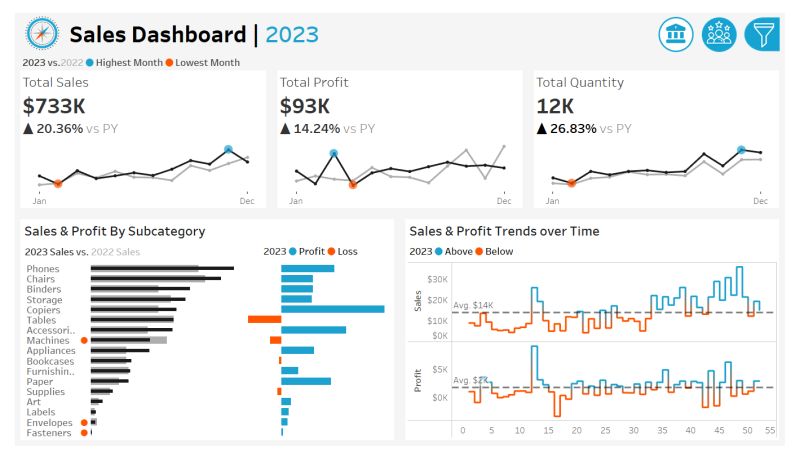 Sales Dashboard | 2023
2023 vs.2022 Highest Month Lowest Month
Total Sales
$733K
▲ 20.36% vs PY
Jan Dec
Total Profit
$93K
▲ 14.24% vs PY
Jan Dec
Total Quantity
12K
▲ 26.83% vs PY
Jan Dec
Sales & Profit By Subcategory
2023 Sales vs. 2022 Sales
2023 Profit Loss
Phones
Chairs
Binders
Storage
Copiers
Tables
Accessori..
Machines
Appliances
Bookcases
Furnishin..
Paper
Supplies
Art
Labels
Envelopes
Fasteners
Sales & Profit Trends over Time
2023 Above Below
Sales
$30K
$20K
$10K
$0K
Avg. $14K
Profit
$5K
$0K
Avg. $2K
0 5 10 15 20 25 30 35 40 45 50 55